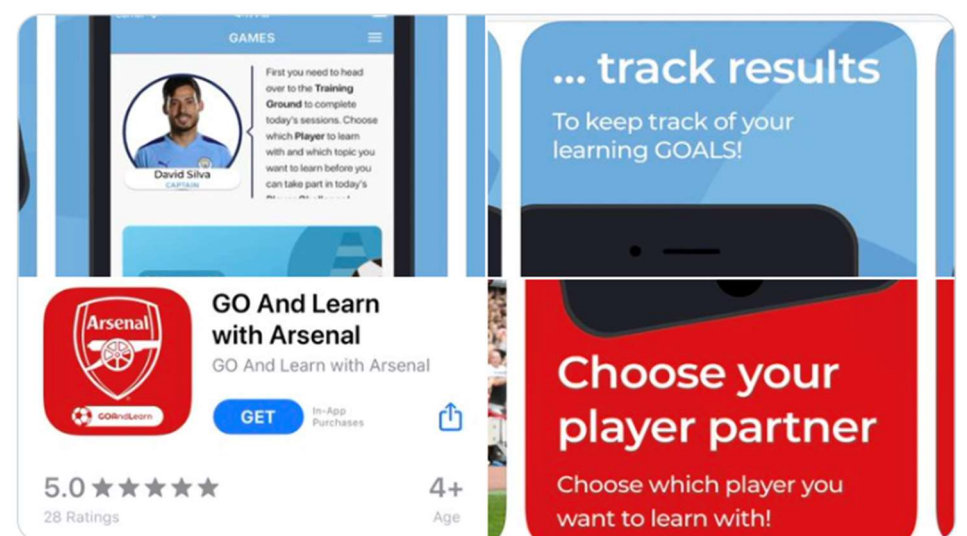 GAMES
First you need to head
over to the Training
Ground to complete
today's sessions. Choose
which Player to learn
with and which topic you
want to learn before you
can take part in today's
David Silva
CAPTAIN
... track results
To keep track of your
learning GOALS!
Arsenal
GOAndLearn
GO And Learn
with Arsenal
GO And Learn with Arsenal
GET
In-App
Purchases
5.0 ★★★★★
28 Ratings
4+
Age
Choose your
player partner
Choose which player you
want to learn with!